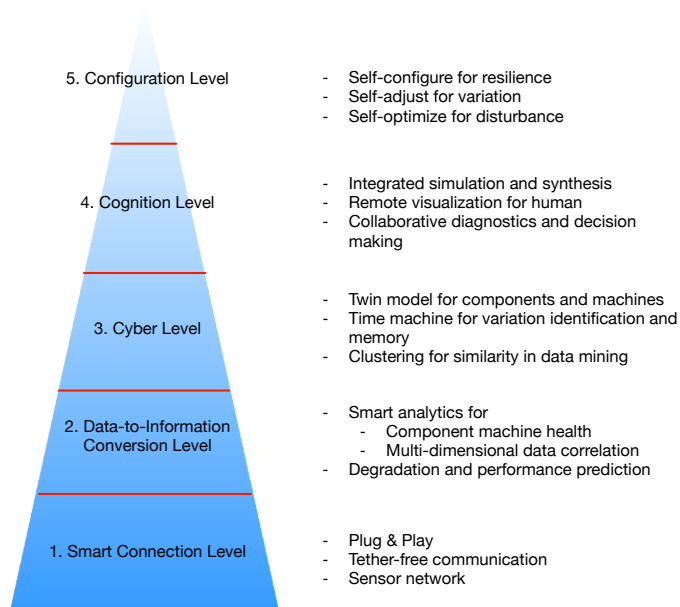 5. Configuration Level
- Self-configure for resilience
- Self-adjust for variation
- Self-optimize for disturbance
4. Cognition Level
- Integrated simulation and synthesis
- Remote visualization for human
- Collaborative diagnostics and decision
making
3. Cyber Level
- Twin model for components and machines
- Time machine for variation identification and
memory
- Clustering for similarity in data mining
2. Data-to-Information
Conversion Level
- Smart analytics for
- Component machine health
- Multi-dimensional data correlation
- Degradation and performance prediction
1. Smart Connection Level
- Plug & Play
- Tether-free communication
- Sensor network